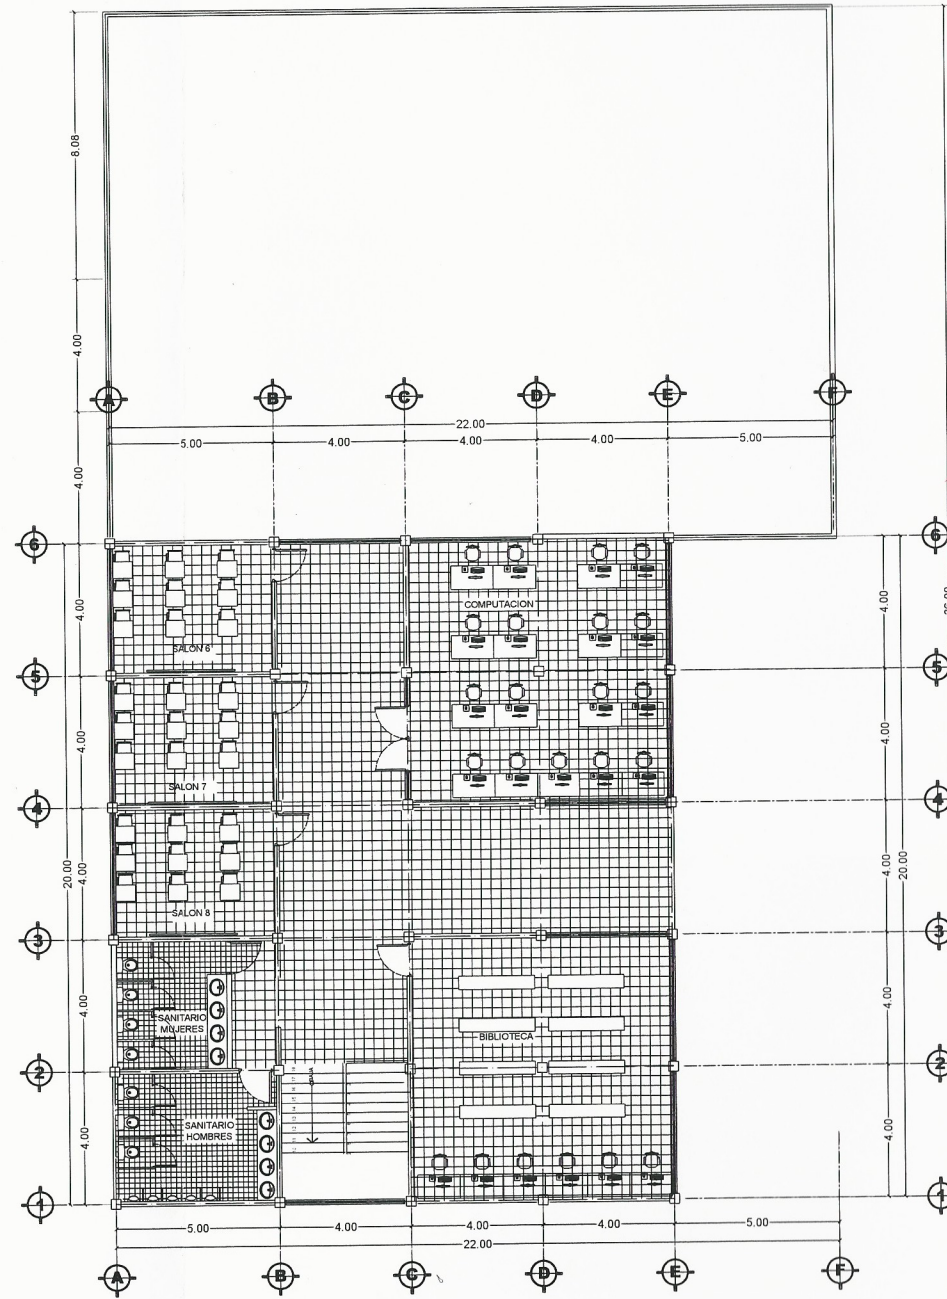 8.08
4.00
A
B
C
D
E
F
22.00
5.00
4.00
4.00
4.00
5.00
4.00
6
6
COMPUTACION
4.00
4.00
SALON 6
5
5
4.00
4.00
SALON 7
4
4
20.00
4.00
4.00
20.00
SALON 8
3
3
4.00
4.00
SANITARIO
MUJERES
BIBLIOTECA
2
2
BAJA
SANITARIO
HOMBRES
4.00
4.00
1
1
5.00
4.00
4.00
4.00
5.00
22.00
A
B
C
D
E
F